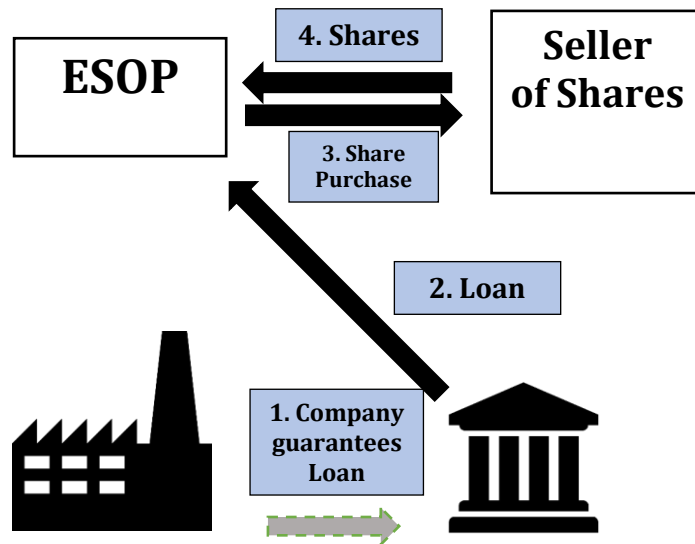 4. Shares
ESOP
Seller
of Shares
3. Share
Purchase
2. Loan
1. Company
guarantees
Loan